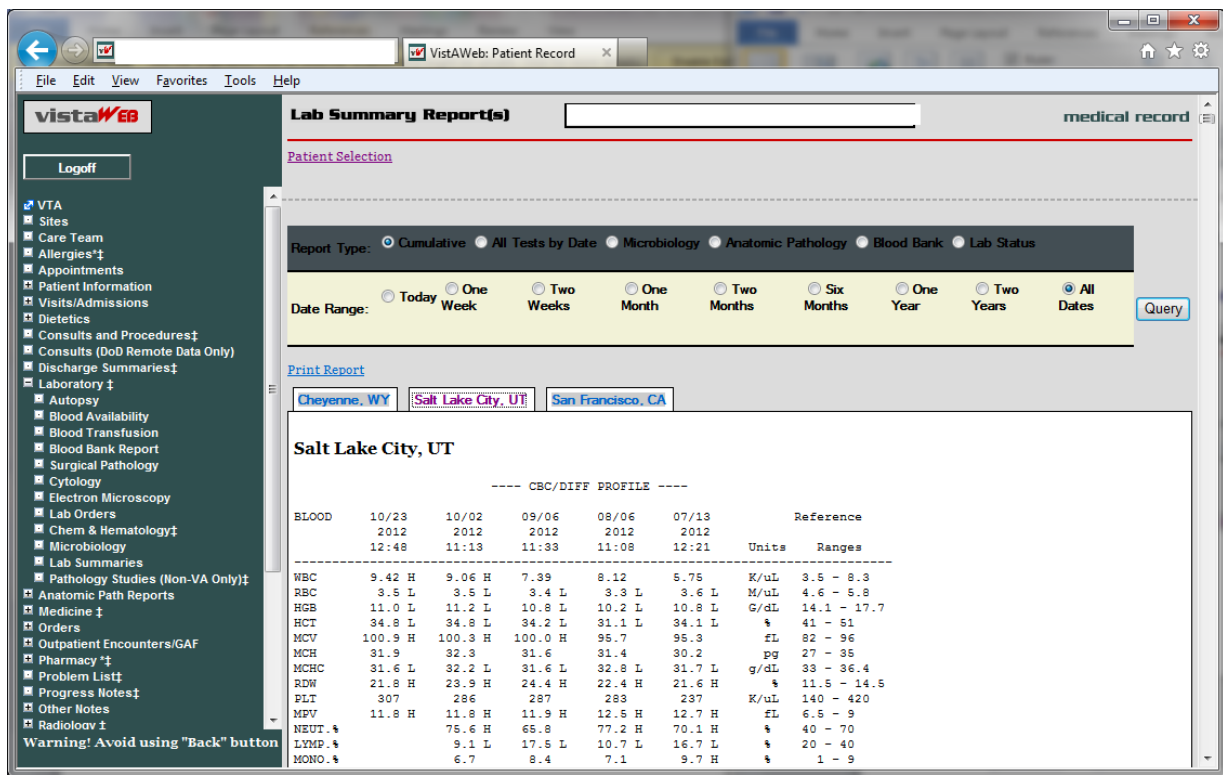 VistAWeb: Patient Record
File Edit View Favorites Tools Help
vistaWEB
Lab Summary Report(s)
medical record
Patient Selection
Logoff
VTA
Sites
Care Team
Allergies*‡
Appointments
Patient Information
Visits/Admissions
Dietetics
Consults and Procedures‡
Consults (DoD Remote Data Only)
Discharge Summaries‡
Laboratory ‡
Autopsy
Blood Availability
Blood Transfusion
Blood Bank Report
Surgical Pathology
Cytology
Electron Microscopy
Lab Orders
Chem & Hematology‡
Microbiology
Lab Summaries
Pathology Studies (Non-VA Only)‡
Anatomic Path Reports
Medicine ‡
Orders
Outpatient Encounters/GAF
Pharmacy *‡
Problem List‡
Progress Notes‡
Other Notes
Radiology ‡
Warning! Avoid using "Back" button
Report Type: Cumulative All Tests by Date Microbiology Anatomic Pathology Blood Bank Lab Status
Date Range: Today One Week Two Weeks One Month Two Months Six Months One Year Two Years All Dates Query
Print Report
Cheyenne, WY Salt Lake City, UT San Francisco, CA
Salt Lake City, UT
---- CBC/DIFF PROFILE ----
BLOOD 10/23 10/02 09/06 08/06 07/13 Reference
2012 2012 2012 2012 2012
12:48 11:13 11:33 11:08 12:21 Units Ranges
WBC 9.42 H 9.06 H 7.39 8.12 5.75 K/uL 3.5 - 8.3
RBC 3.5 L 3.5 L 3.4 L 3.3 L 3.6 L M/uL 4.6 - 5.8
HGB 11.0 L 11.2 L 10.8 L 10.2 L 10.8 L G/dL 14.1 - 17.7
HCT 34.8 L 34.8 L 34.2 L 31.1 L 34.1 L % 41 - 51
MCV 100.9 H 100.3 H 100.0 H 95.7 95.3 fL 82 - 96
MCH 31.9 32.3 31.6 31.4 30.2 pg 27 - 35
MCHC 31.6 L 32.2 L 31.6 L 32.8 L 31.7 L g/dL 33 - 36.4
RDW 21.8 H 23.9 H 24.4 H 22.4 H 21.6 H % 11.5 - 14.5
PLT 307 286 287 283 237 K/uL 140 - 420
MPV 11.8 H 11.8 H 11.9 H 12.5 H 12.7 H fL 6.5 - 9
NEUT.% 75.6 H 65.8 77.2 H 70.1 H % 40 - 70
LYMP.% 9.1 L 17.5 L 10.7 L 16.7 L % 20 - 40
MONO.% 6.7 8.4 7.1 9.7 H % 1 - 9